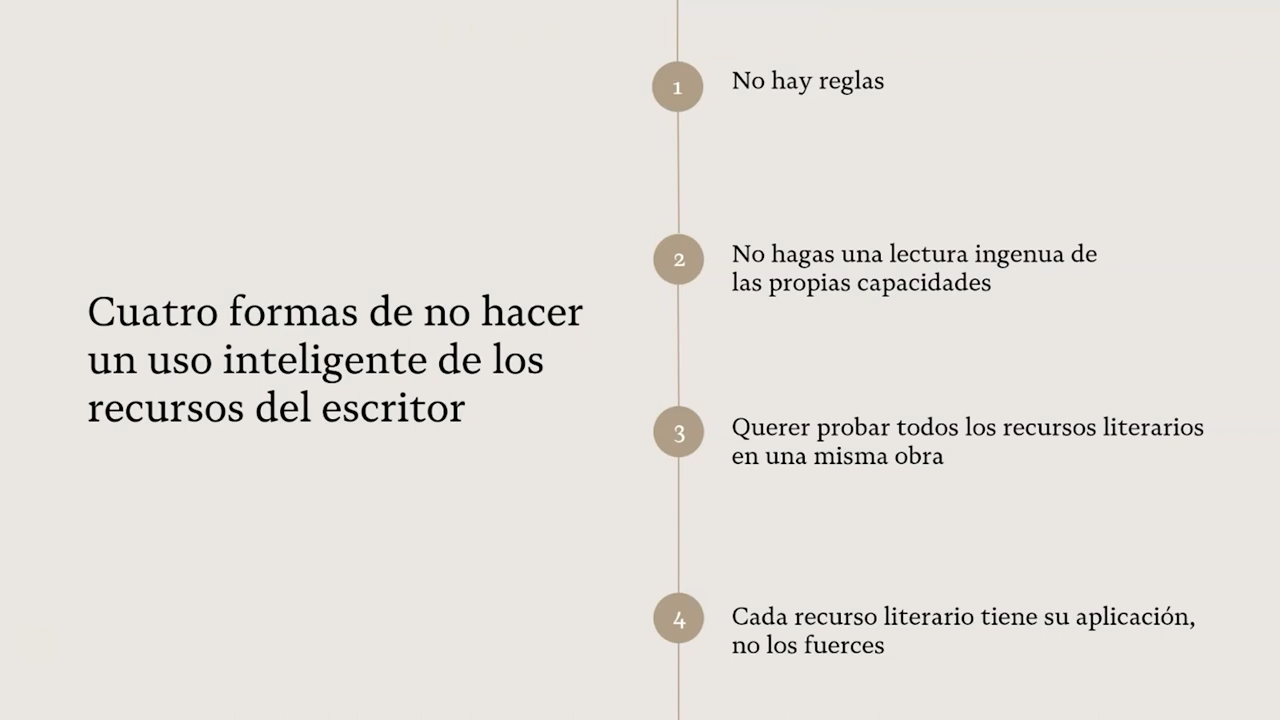 Cuatro formas de no hacer
un uso inteligente de los
recursos del escritor
1
No hay reglas
2
No hagas una lectura ingenua de
las propias capacidades
3
Querer probar todos los recursos literarios
en una misma obra
4
Cada recurso literario tiene su aplicación,
no los fuerces